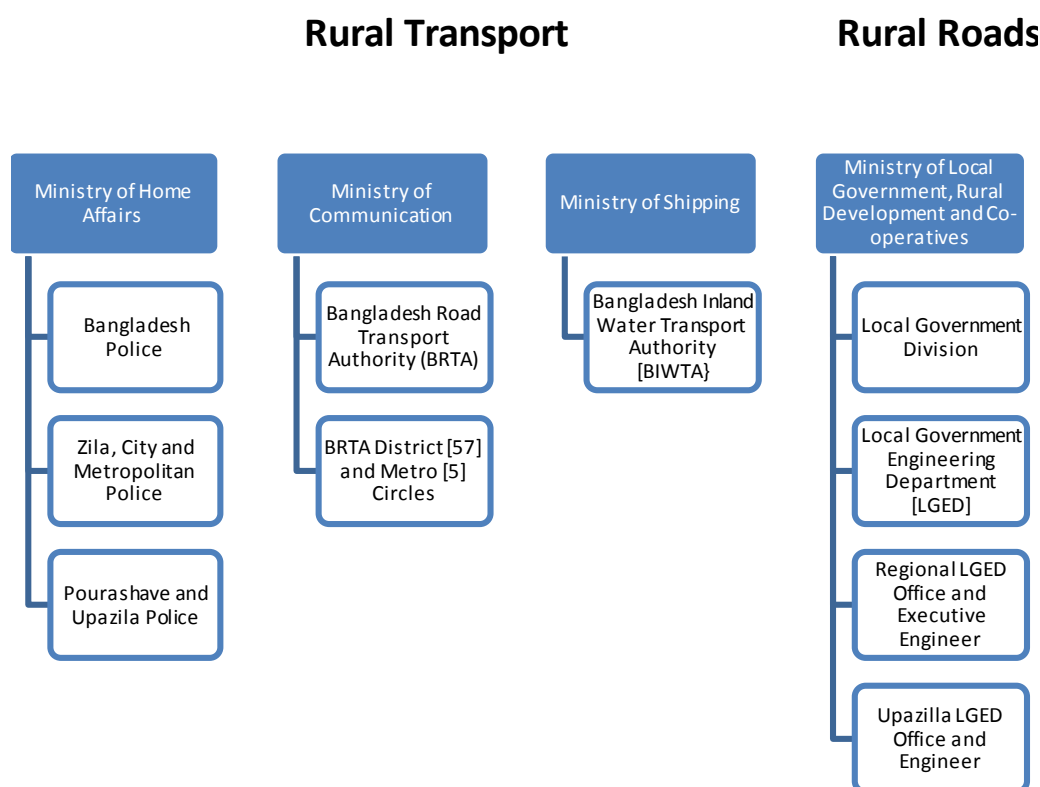 Rural Transport
Rural Roads
Ministry of Home
Affairs
Bangladesh
Police
Zila, City and
Metropolitan
Police
Pourashave and
Upazila Police
Ministry of
Communication
Bangladesh Road
Transport
Authority (BRTA)
BRTA District [57]
and Metro [5]
Circles
Ministry of Shipping
Bangladesh Inland
Water Transport
Authority
[BIWTA}
Ministry of Local
Government, Rural
Development and Co-
operatives
Local Government
Division
Local Government
Engineering
Department
[LGED]
Regional LGED
Office and
Executive
Engineer
Upazilla LGED
Office and
Engineer